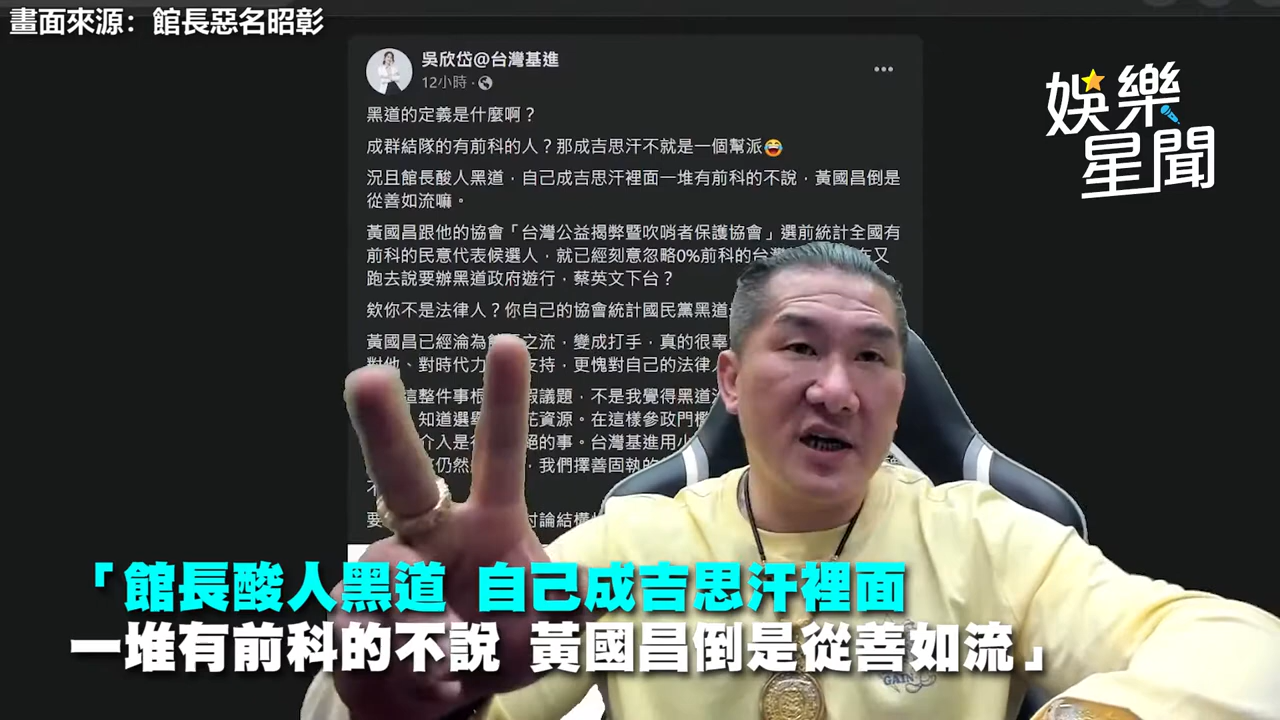 畫面來源：館長惡名昭彰
吳欣岱@台灣基進
12小時
娛樂
星聞
黑道的定義是什麼啊？
成群結隊的有前科的人？那成吉思汗不就是一個幫派😂
況且館長酸人黑道，自己成吉思汗裡面一堆有前科的不說，黃國昌倒是
從善如流嘛。
黃國昌跟他的協會「台灣公益揭弊暨吹哨者保護協會」選前統計全國有
前科的民意代表候選人，就已經刻意忽略0%前科的台灣 又
跑去說要辦黑道政府遊行，蔡英文下台？
欸你不是法律人？你自己的協會統計國民黨黑道
黃國昌已經淪為 之流，變成打手，真的很
對他、對時代力 支持，更愧對自己的法律人
這整件事根 假議題，不是我覺得黑道
知道選舉 花資源。在這樣參政門檻
介入是 絕的事。台灣基進用小
仍然 ，我們擇善固執的
不
要 討論結構
「館長酸人黑道 自己成吉思汗裡面
一堆有前科的不說 黃國昌倒是從善如流」
GAIN